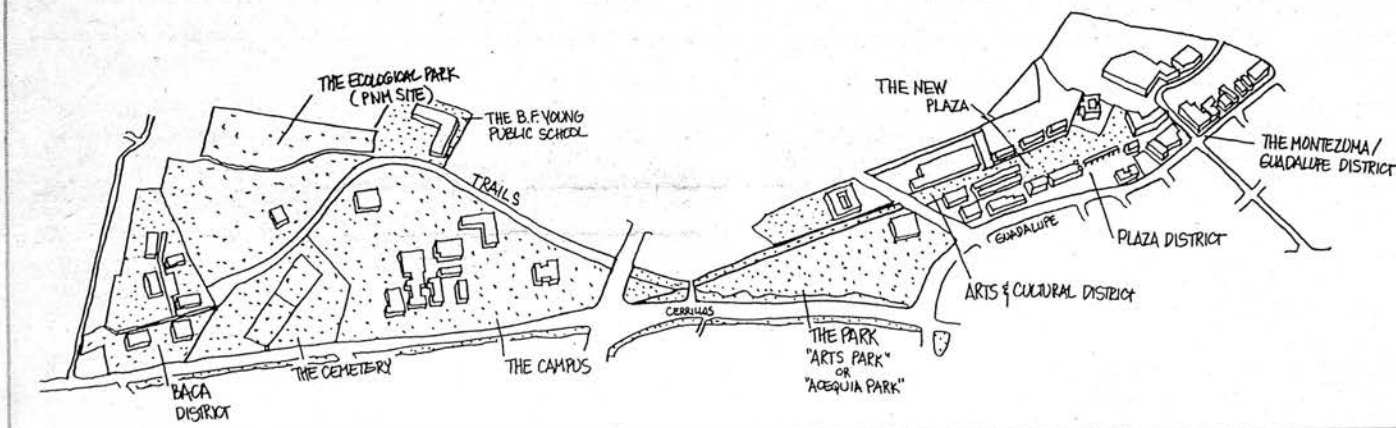 THE ECOLOGICAL PARK
(PNM SITE)
THE B.F. YOUNG
PUBLIC SCHOOL
TRAILS
THE NEW
PLAZA
THE MONTEZUMA/
GUADALUPE DISTRICT
GUADALUPE
PLAZA DISTRICT
ARTS & CULTURAL DISTRICT
CERRILLAS
THE PARK
"ARTS PARK"
OR
"ACEQUIA PARK"
THE CAMPUS
THE CEMETERY
BACA
DISTRICT